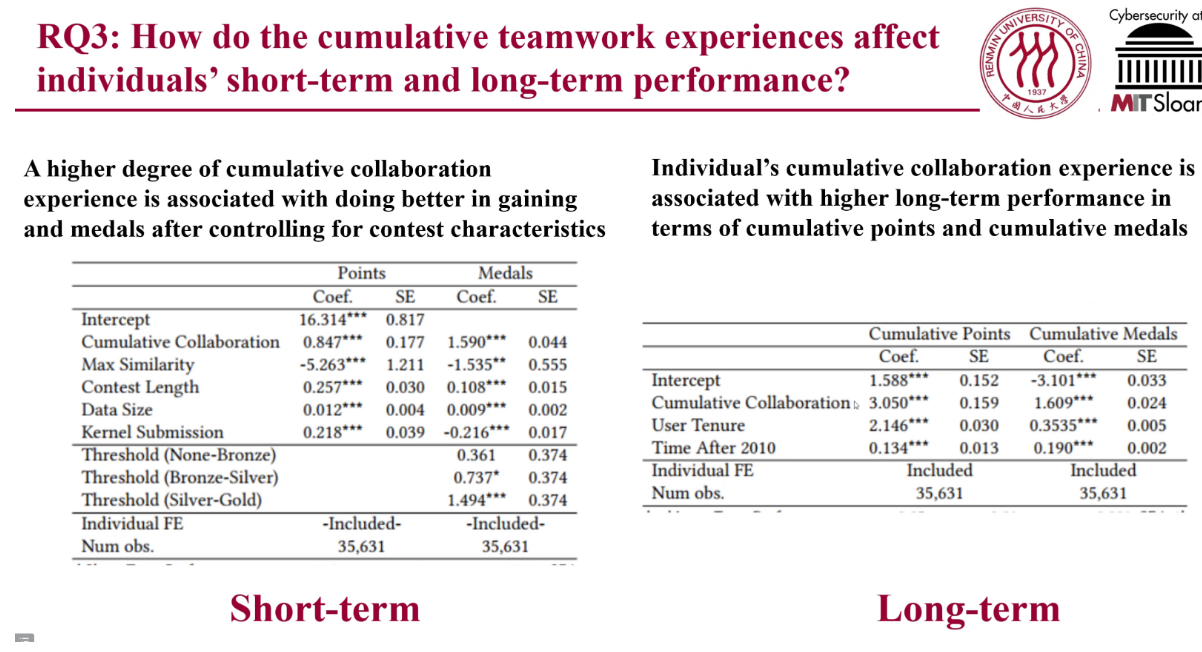 RQ3: How do the cumulative teamwork experiences affect
individuals' short-term and long-term performance?
RENMIN UNIVERSITY OF CHINA
1937
中国人民大学
Cybersecurity at
MIT Sloan
A higher degree of cumulative collaboration
experience is associated with doing better in gaining
and medals after controlling for contest characteristics
Points Medals
Coef. SE Coef. SE
Intercept 16.314*** 0.817
Cumulative Collaboration 0.847*** 0.177 1.590*** 0.044
Max Similarity -5.263*** 1.211 -1.535** 0.555
Contest Length 0.257*** 0.030 0.108*** 0.015
Data Size 0.012*** 0.004 0.009*** 0.002
Kernel Submission 0.218*** 0.039 -0.216*** 0.017
Threshold (None-Bronze) 0.361 0.374
Threshold (Bronze-Silver) 0.737* 0.374
Threshold (Silver-Gold) 1.494*** 0.374
Individual FE -Included- -Included-
Num obs. 35,631 35,631
Short-term
Individual's cumulative collaboration experience is
associated with higher long-term performance in
terms of cumulative points and cumulative medals
Cumulative Points Cumulative Medals
Coef. SE Coef. SE
Intercept 1.588*** 0.152 -3.101*** 0.033
Cumulative Collaboration 3.050*** 0.159 1.609*** 0.024
User Tenure 2.146*** 0.030 0.3535*** 0.005
Time After 2010 0.134*** 0.013 0.190*** 0.002
Individual FE Included Included
Num obs. 35,631 35,631
Long-term